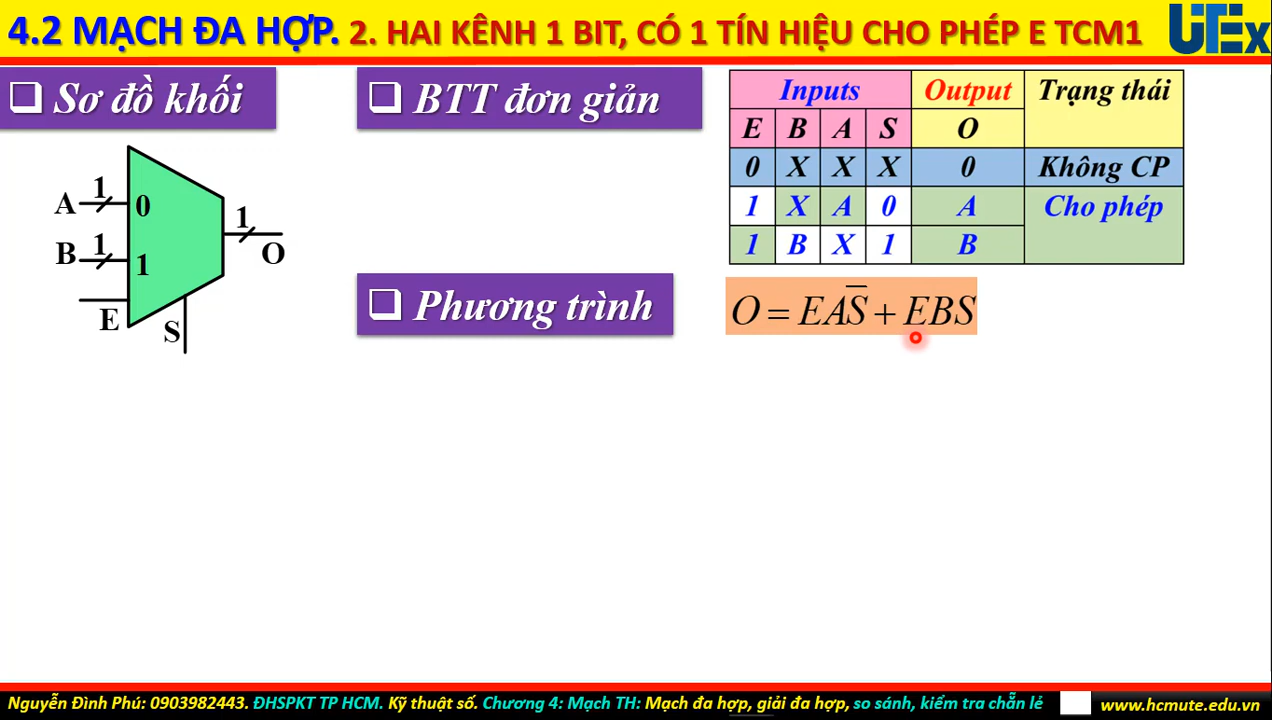 4.2 MẠCH ĐA HỢP. 2. HAI KÊNH 1 BIT, CÓ 1 TÍN HIỆU CHO PHÉP E TCM1
UTEx
❑ Sơ đồ khối
❑ BTT đơn giản
Inputs Output Trạng thái
E B A S O
0 X X X 0 Không CP
1 X A 0 A Cho phép
1 B X 1 B
A 1 0
B 1 1
1 O
E
S
❑ Phương trình
O = EAS̅ + EBS
Nguyễn Đình Phú: 0903982443. ĐHSPKT TP HCM. Kỹ thuật số. Chương 4: Mạch TH: Mạch đa hợp, giải đa hợp, so sánh, kiểm tra chẵn lẻ
www.hcmute.edu.vn